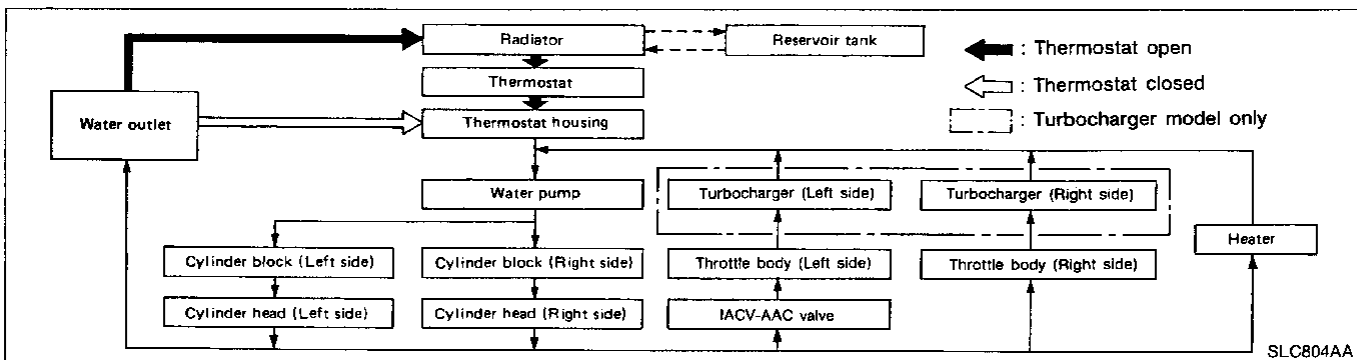 Radiator
Reservoir tank
: Thermostat open
Thermostat
: Thermostat closed
Water outlet
Thermostat housing
: Turbocharger model only
Water pump
Turbocharger (Left side)
Turbocharger (Right side)
Heater
Cylinder block (Left side)
Cylinder block (Right side)
Throttle body (Left side)
Throttle body (Right side)
Cylinder head (Left side)
Cylinder head (Right side)
IACV-AAC valve
SLC804AA